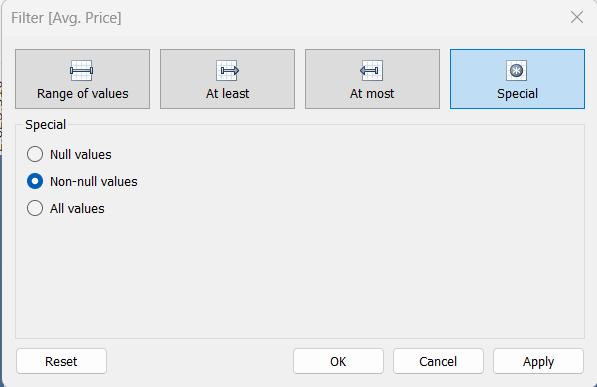 Filter [Avg. Price]
Range of values
At least
At most
Special
Special
Null values
Non-null values
All values
Reset
OK
Cancel
Apply